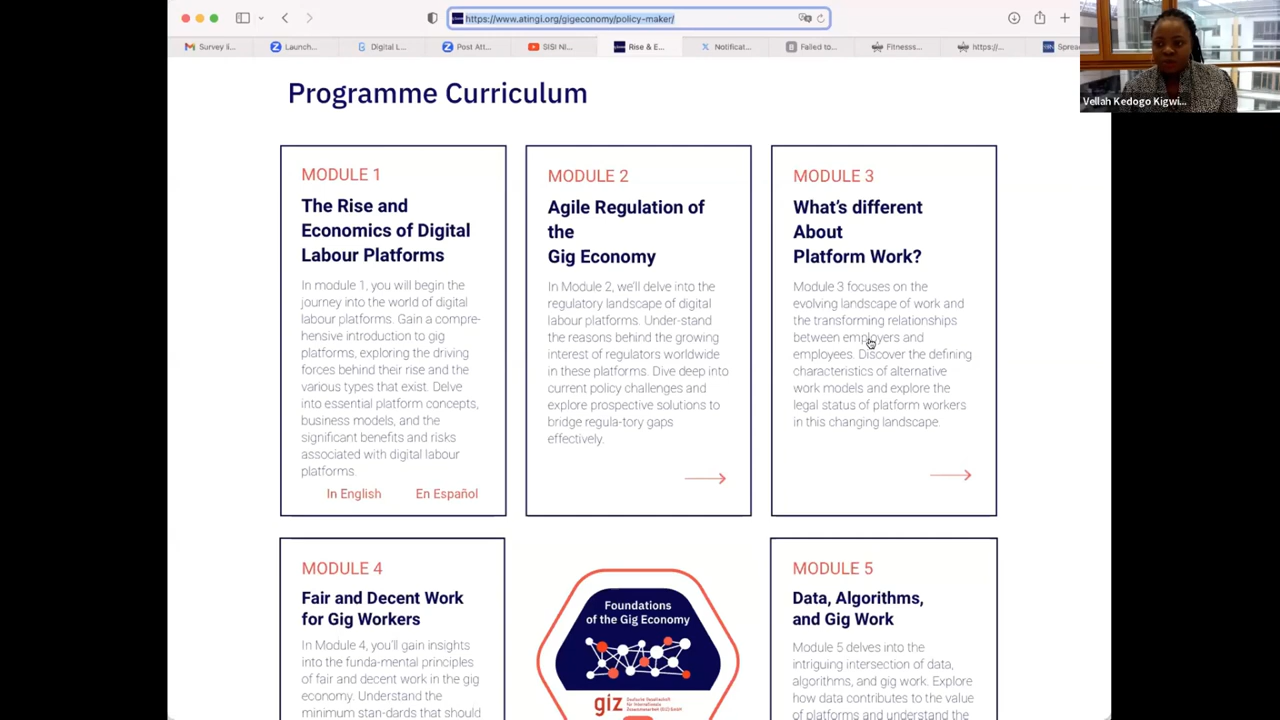 https://www.atingi.org/gigeconomy/policy-maker/
Survey li...
Launch...
Digital L...
Post Att...
SISI NI...
Rise & E...
Notificat...
Failed to...
Fitnesss...
https:/...
Sprea
Vellah Kedogo Kigwi...
Programme Curriculum
MODULE 1
The Rise and
Economics of Digital
Labour Platforms
In module 1, you will begin the
journey into the world of digital
labour platforms. Gain a compre-
hensive introduction to gig
platforms, exploring the driving
forces behind their rise and the
various types that exist. Delve
into essential platform concepts,
business models, and the
significant benefits and risks
associated with digital labour
platforms.
In English
En Español
MODULE 2
Agile Regulation of
the
Gig Economy
In Module 2, we'll delve into the
regulatory landscape of digital
labour platforms. Under-stand
the reasons behind the growing
interest of regulators worldwide
in these platforms. Dive deep into
current policy challenges and
explore prospective solutions to
bridge regula-tory gaps
effectively.
MODULE 3
What's different
About
Platform Work?
Module 3 focuses on the
evolving landscape of work and
the transforming relationships
between employers and
employees. Discover the defining
characteristics of alternative
work models and explore the
legal status of platform workers
in this changing landscape.
MODULE 4
Fair and Decent Work
for Gig Workers
In Module 4, you'll gain insights
into the funda-mental principles
of fair and decent work in the gig
economy. Understand the
minimum stan-dards that should
Foundations
of the Gig Economy
giz
MODULE 5
Data, Algorithms,
and Gig Work
Module 5 delves into the
intriguing intersection of data,
algorithms, and gig work. Explore
how data contributes to the value
of platforms and understand the